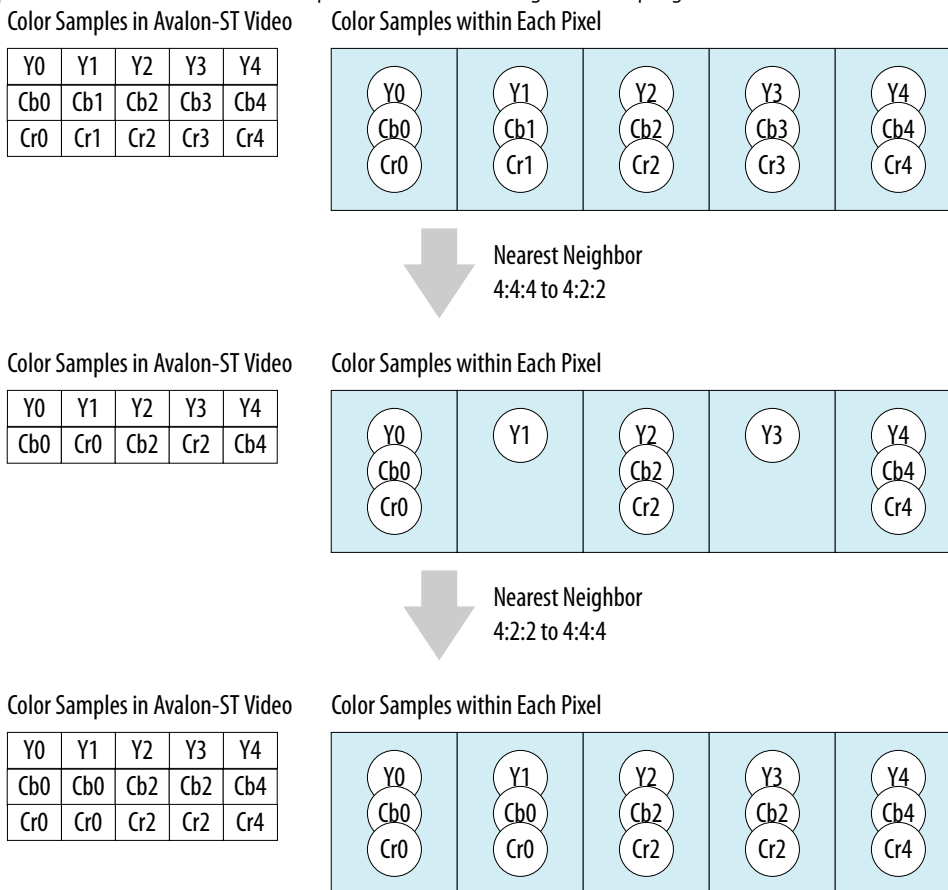 Color Samples in Avalon-ST Video
Y0 Y1 Y2 Y3 Y4
Cb0 Cb1 Cb2 Cb3 Cb4
Cr0 Cr1 Cr2 Cr3 Cr4
Color Samples within Each Pixel
Y0 Y1 Y2 Y3 Y4
Cb0 Cb1 Cb2 Cb3 Cb4
Cr0 Cr1 Cr2 Cr3 Cr4
Nearest Neighbor
4:4:4 to 4:2:2
Color Samples in Avalon-ST Video
Y0 Y1 Y2 Y3 Y4
Cb0 Cr0 Cb2 Cr2 Cb4
Color Samples within Each Pixel
Y0 Y1 Y2 Y3 Y4
Cb0 Cb2 Cb4
Cr0 Cr2 Cr4
Nearest Neighbor
4:2:2 to 4:4:4
Color Samples in Avalon-ST Video
Y0 Y1 Y2 Y3 Y4
Cb0 Cb0 Cb2 Cb2 Cb4
Cr0 Cr0 Cr2 Cr2 Cr4
Color Samples within Each Pixel
Y0 Y1 Y2 Y3 Y4
Cb0 Cb0 Cb2 Cb2 Cb4
Cr0 Cr0 Cr2 Cr2 Cr4